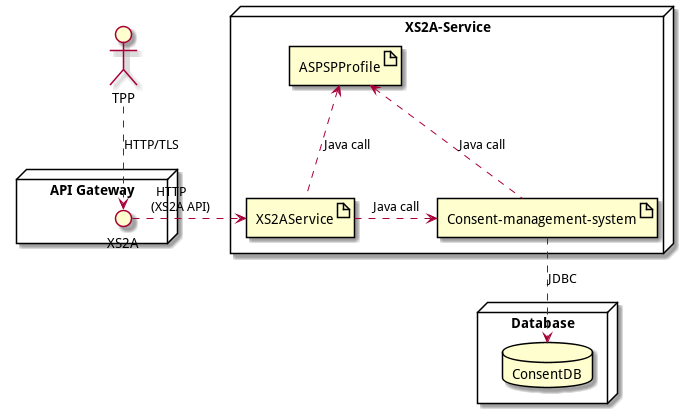 XS2A-Service
ASPSPProfile
TPP
HTTP/TLS
Java call
Java call
API Gateway
HTTP
(XS2A API)
XS2A
XS2AService
Java call
Consent-management-system
JDBC
Database
ConsentDB